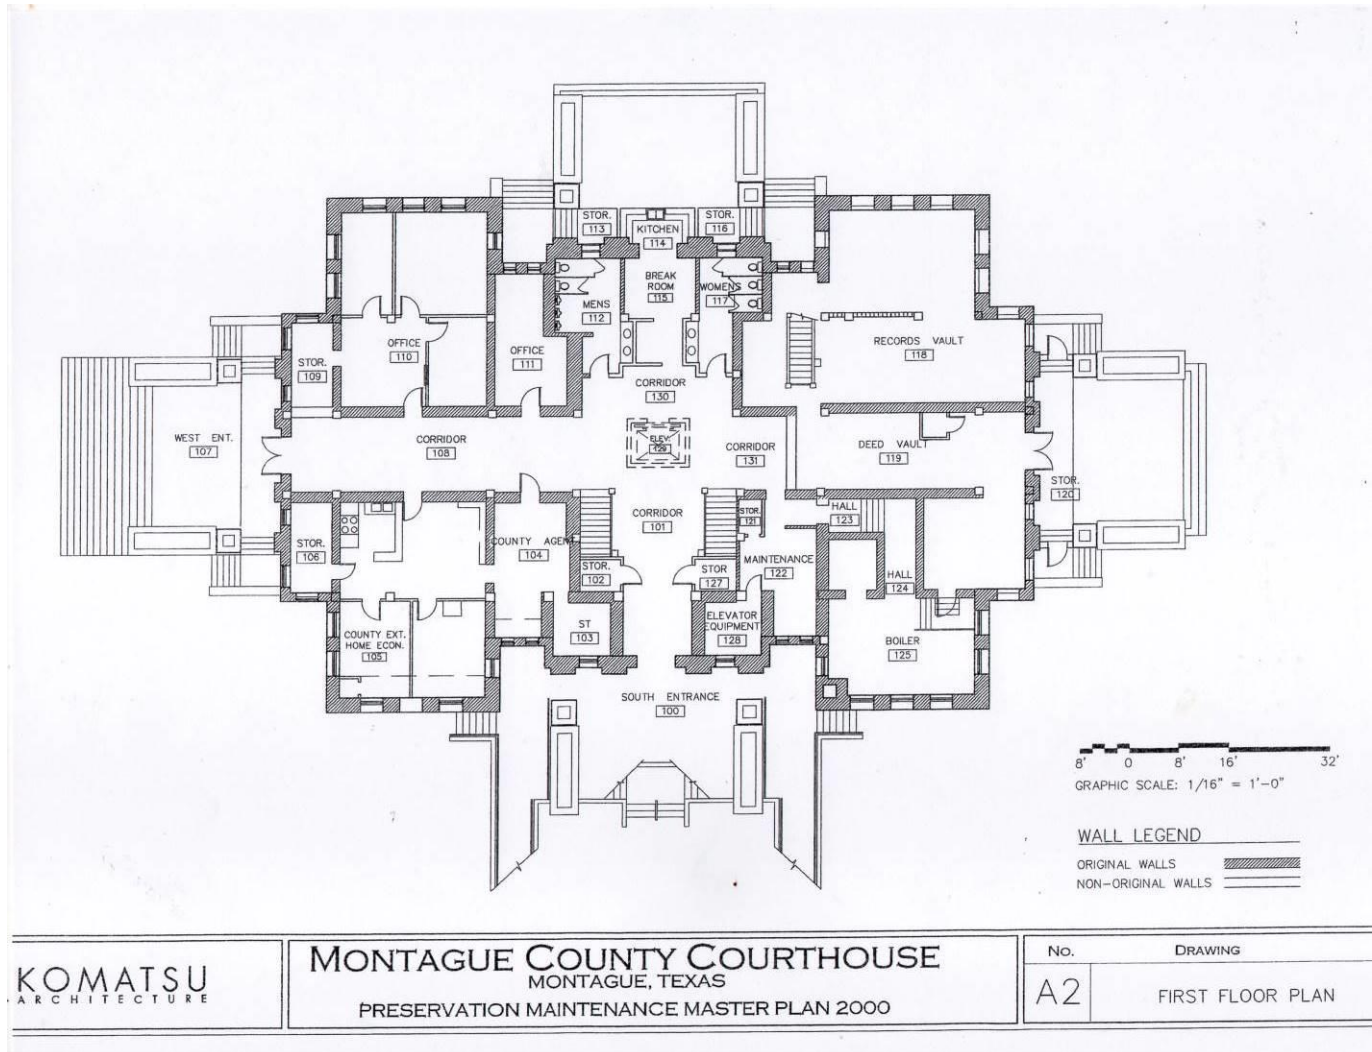 STOR.
113
KITCHEN
114
STOR.
116
BREAK
ROOM
115
WOMENS
117
MENS
112
STOR.
109
OFFICE
110
OFFICE
111
RECORDS VAULT
118
CORRIDOR
130
WEST ENT.
107
CORRIDOR
108
ELEV.
129
CORRIDOR
131
DEED VAULT
119
STOR.
120
STOR.
106
COUNTY AGENT
104
CORRIDOR
101
STOR.
121
HALL
123
STOR.
102
STOR
127
MAINTENANCE
122
HALL
124
COUNTY EXT.
HOME ECON.
105
ST
103
ELEVATOR
EQUIPMENT
128
BOILER
125
SOUTH ENTRANCE
100
8' 0 8' 16' 32'
GRAPHIC SCALE: 1/16" = 1'-0"
WALL LEGEND
ORIGINAL WALLS
NON-ORIGINAL WALLS
KOMATSU
ARCHITECTURE
MONTAGUE COUNTY COURTHOUSE
MONTAGUE, TEXAS
PRESERVATION MAINTENANCE MASTER PLAN 2000
NO. DRAWING
A2 FIRST FLOOR PLAN